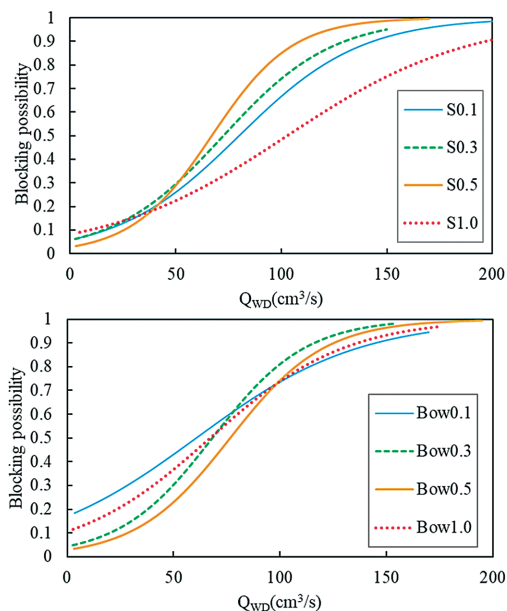 1
0.9
0.8
0.7
0.6
0.5
0.4
0.3
0.2
0.1
0
Blocking possibility
S0.1
S0.3
S0.5
S1.0
0 50 100 150 200
QWD(cm³/s)
1
0.9
0.8
0.7
0.6
0.5
0.4
0.3
0.2
0.1
0
Blocking possibility
Bow0.1
Bow0.3
Bow0.5
Bow1.0
0 50 100 150 200
QWD(cm³/s)